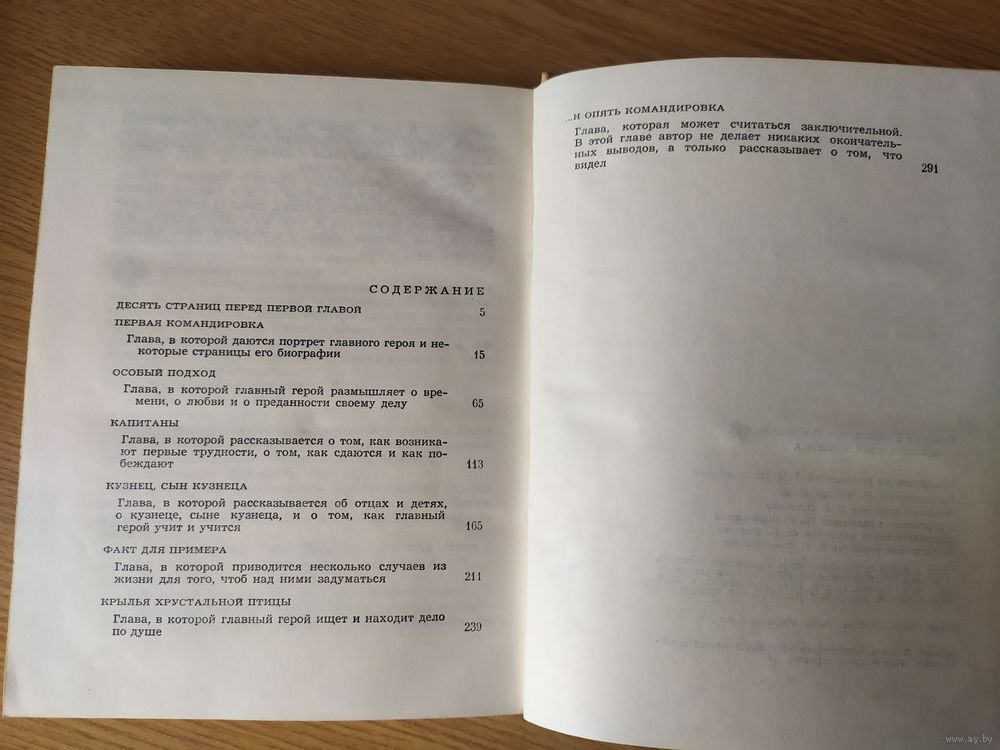 СОДЕРЖАНИЕ
ДЕСЯТЬ СТРАНИЦ ПЕРЕД ПЕРВОЙ ГЛАВОЙ 5
ПЕРВАЯ КОМАНДИРОВКА
Глава, в которой даются портрет главного героя и не-
которые страницы его биографии 15
ОСОБЫЙ ПОДХОД
Глава, в которой главный герой размышляет о вре-
мени, о любви и о преданности своему делу 65
КАПИТАНЫ
Глава, в которой рассказывается о том, как возника-
ют первые трудности, о том, как сдаются и как по-
беждают 113
КУЗНЕЦ, СЫН КУЗНЕЦА
Глава, в которой рассказывается об отцах и детях,
о кузнеце, сыне кузнеца, и о том, как главный
герой учит и учится 165
ФАКТ ДЛЯ ПРИМЕРА
Глава, в которой приводится несколько случаев из
жизни для того, чтоб над ними задуматься 211
КРЫЛЬЯ ХРУСТАЛЬНОЙ ПТИЦЫ
Глава, в которой главный герой ищет и находит дело
по душе 239
...И ОПЯТЬ КОМАНДИРОВКА
Глава, которая может считаться заключительной.
В этой главе автор не делает никаких окончатель-
ных выводов, а только рассказывает о том, что
видел 291
www.ay.by